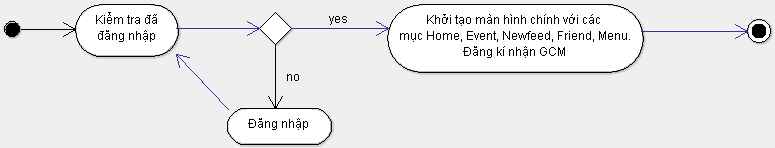 Kiểm tra đã
đăng nhập
yes
Khởi tạo màn hình chính với các
mục Home, Event, Newfeed, Friend, Menu.
Đăng kí nhận GCM
no
Đăng nhập